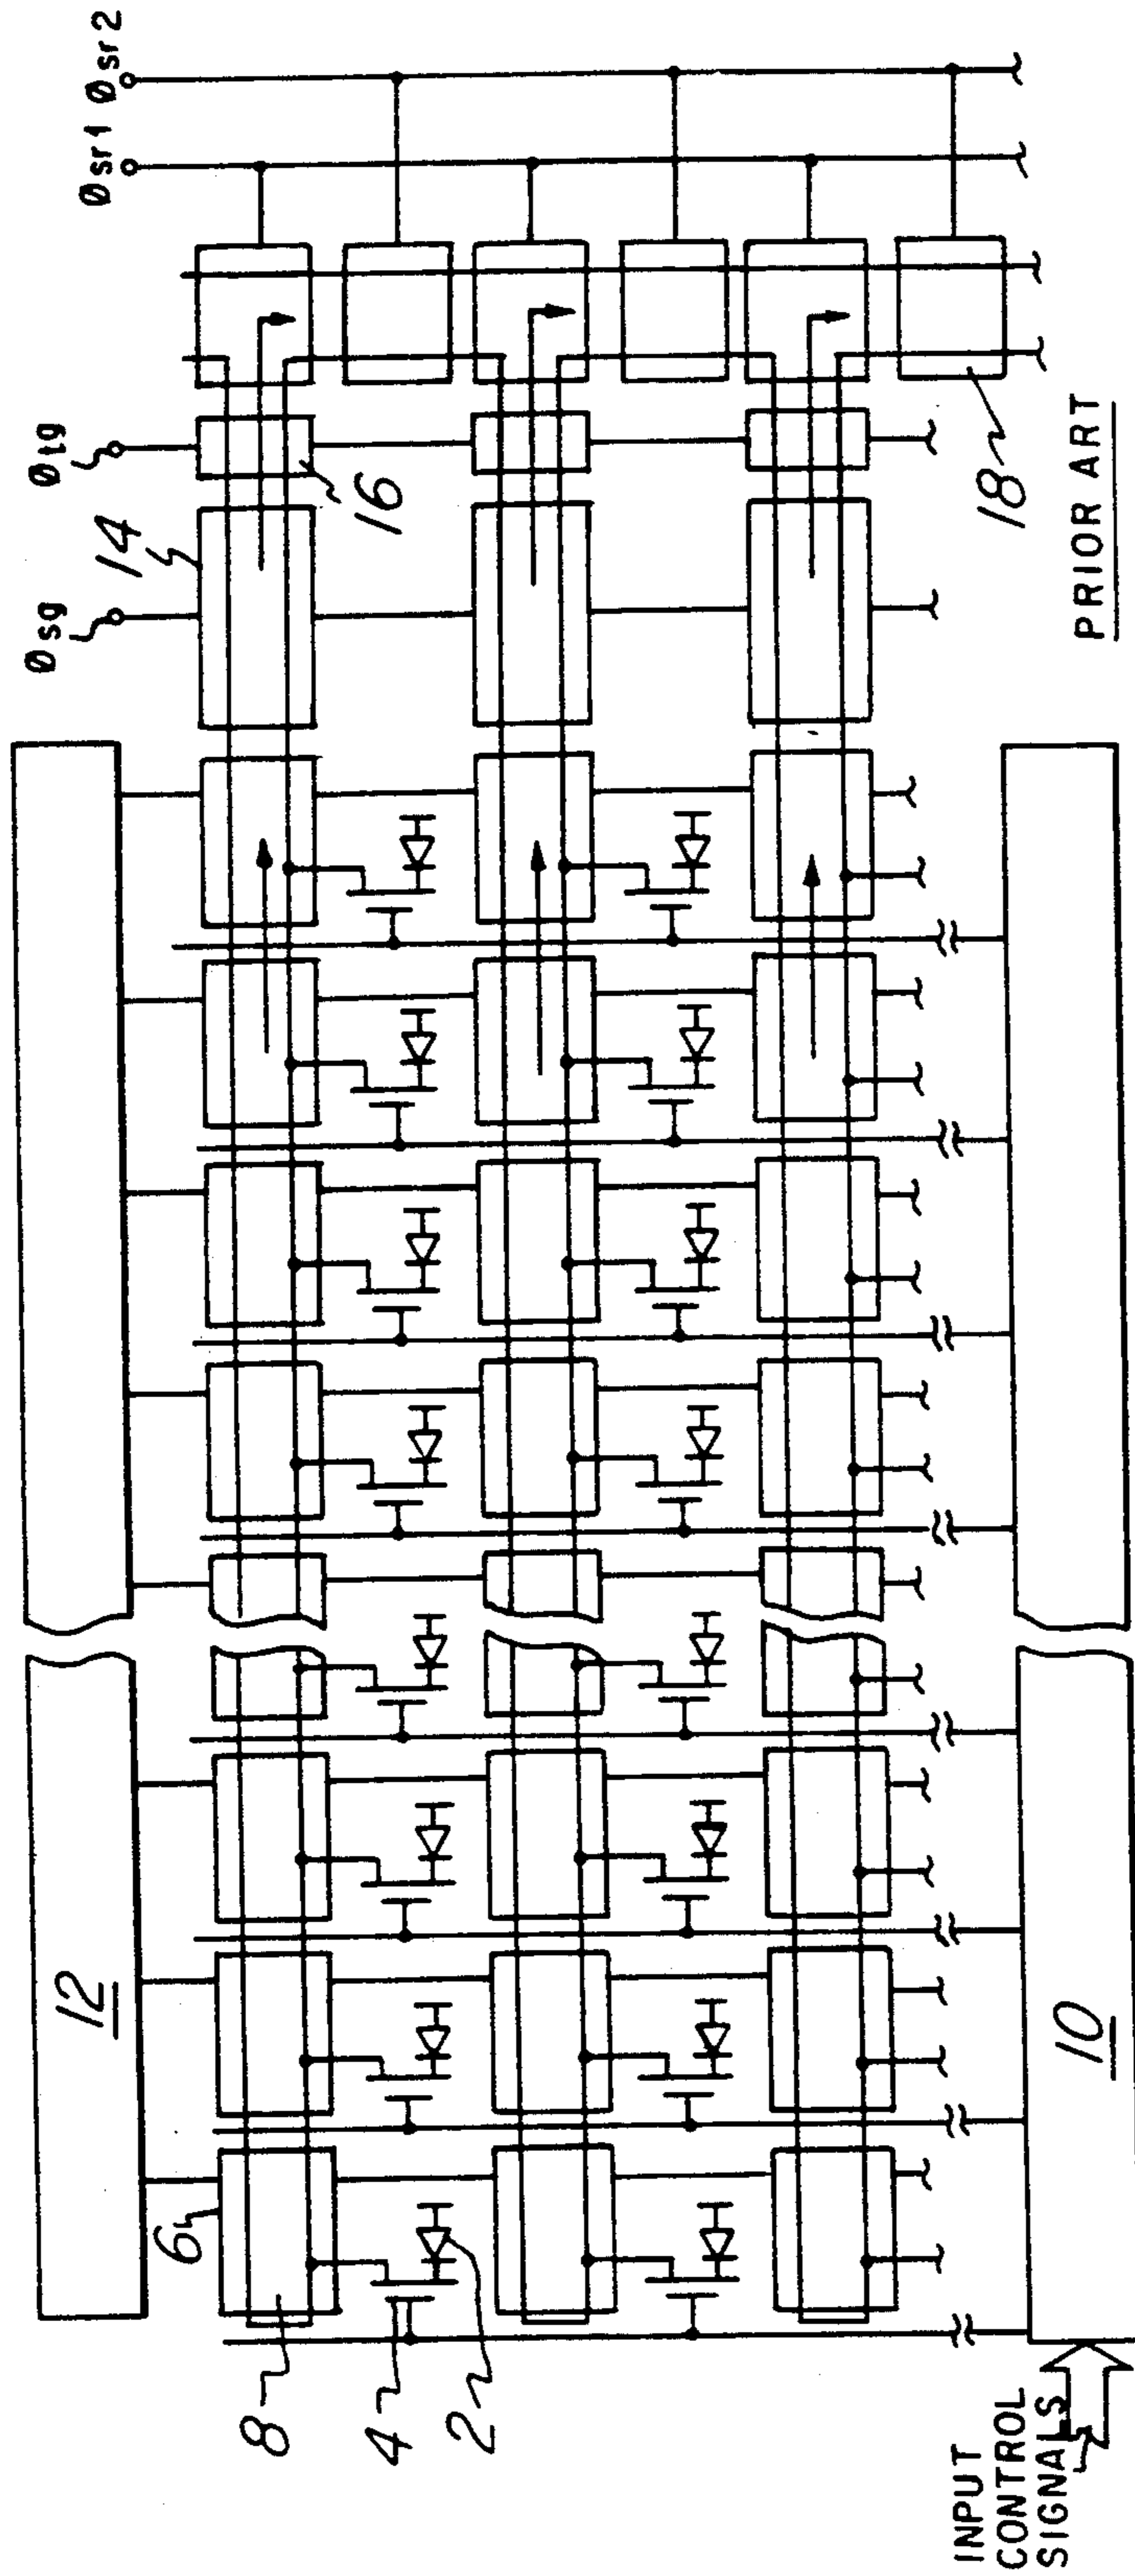 12
6
8
4
2
INPUT
CONTROL
SIGNALS
10
Øsg
14
Øtg
16
Øsr1 Øsr2
18
PRIOR ART